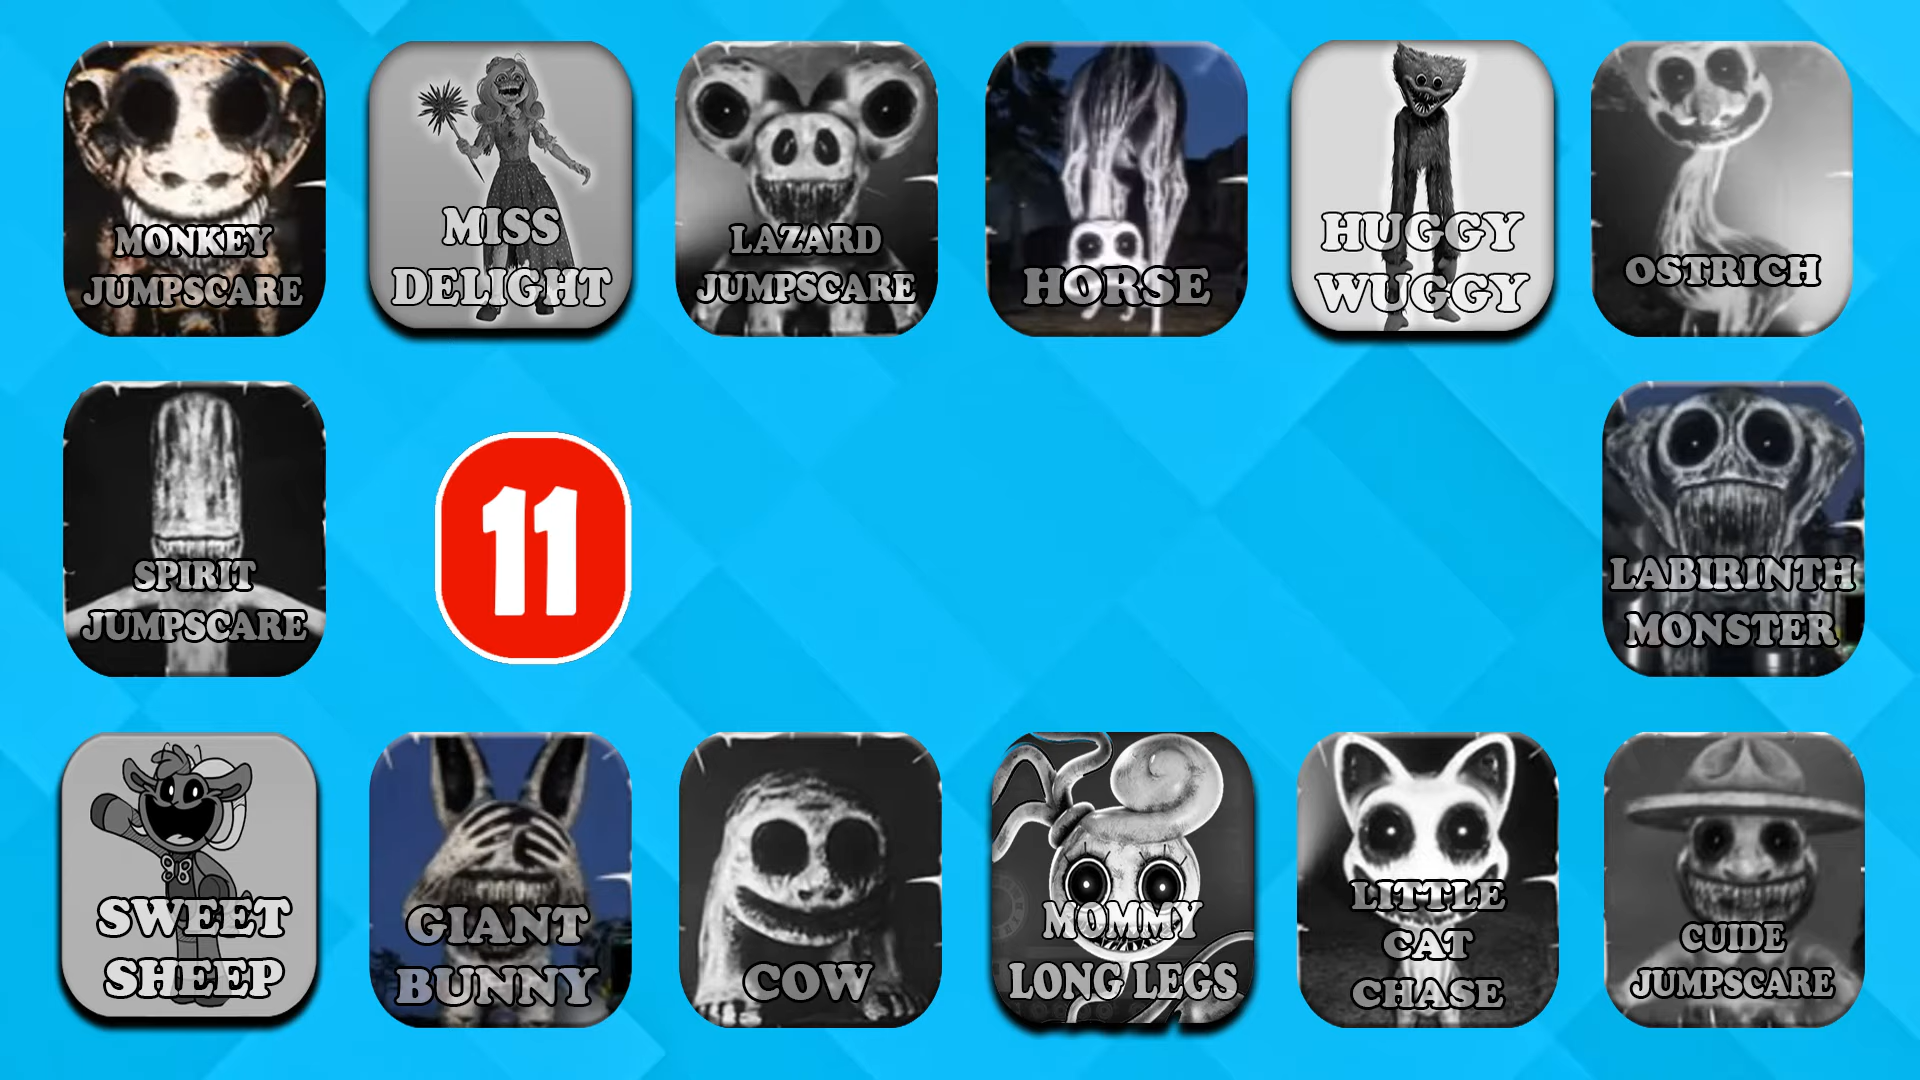 MONKEY
JUMPSCARE
MISS
DELIGHT
LAZARD
JUMPSCARE
HORSE
HUGGY
WUGGY
OSTRICH
SPIRIT
JUMPSCARE
11
LABIRINTH
MONSTER
SWEET
SHEEP
GIANT
BUNNY
COW
MOMMY
LONG LEGS
LITTLE
CAT
CHASE
CUIDE
JUMPSCARE